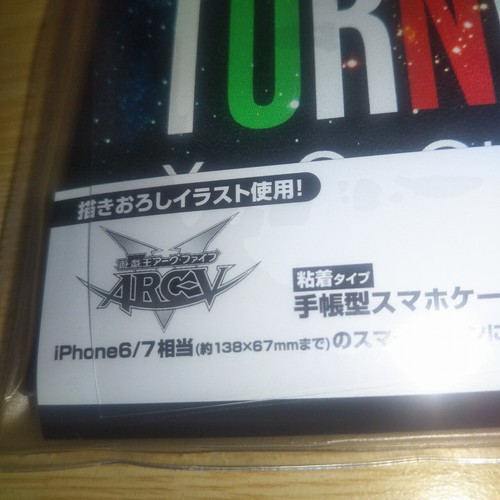 TURN
描きおろしイラスト使用!
遊戯王アーク・ファイブ
ARC-V
粘着タイプ
手帳型スマホケー
iPhone6/7相当(約138×67mmまで)のスマ